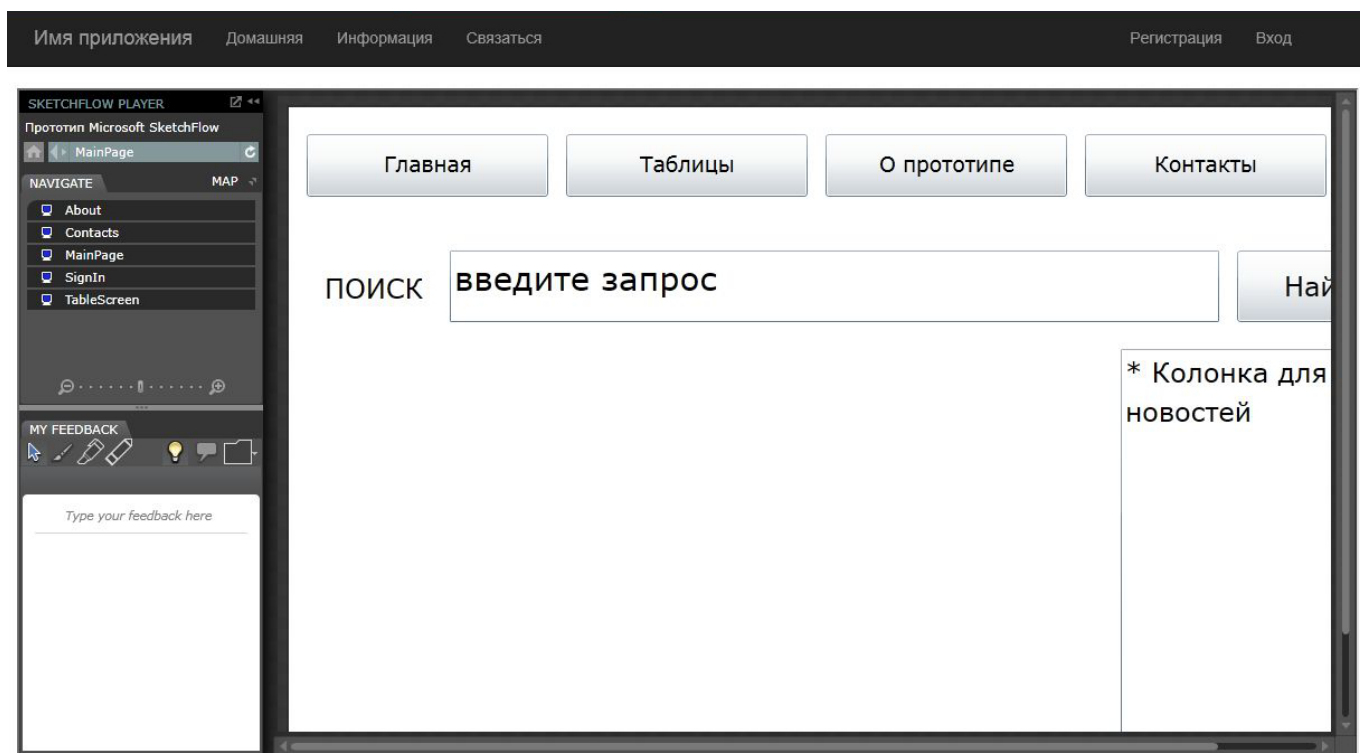 Имя приложения Домашняя Информация Связаться Регистрация Вход
SKETCHFLOW PLAYER
Прототип Microsoft SketchFlow
MainPage
NAVIGATE MAP
About
Contacts
MainPage
SignIn
TableScreen
MY FEEDBACK
Type your feedback here
Главная Таблицы О прототипе Контакты
ПОИСК введите запрос Най
* Колонка для
новостей